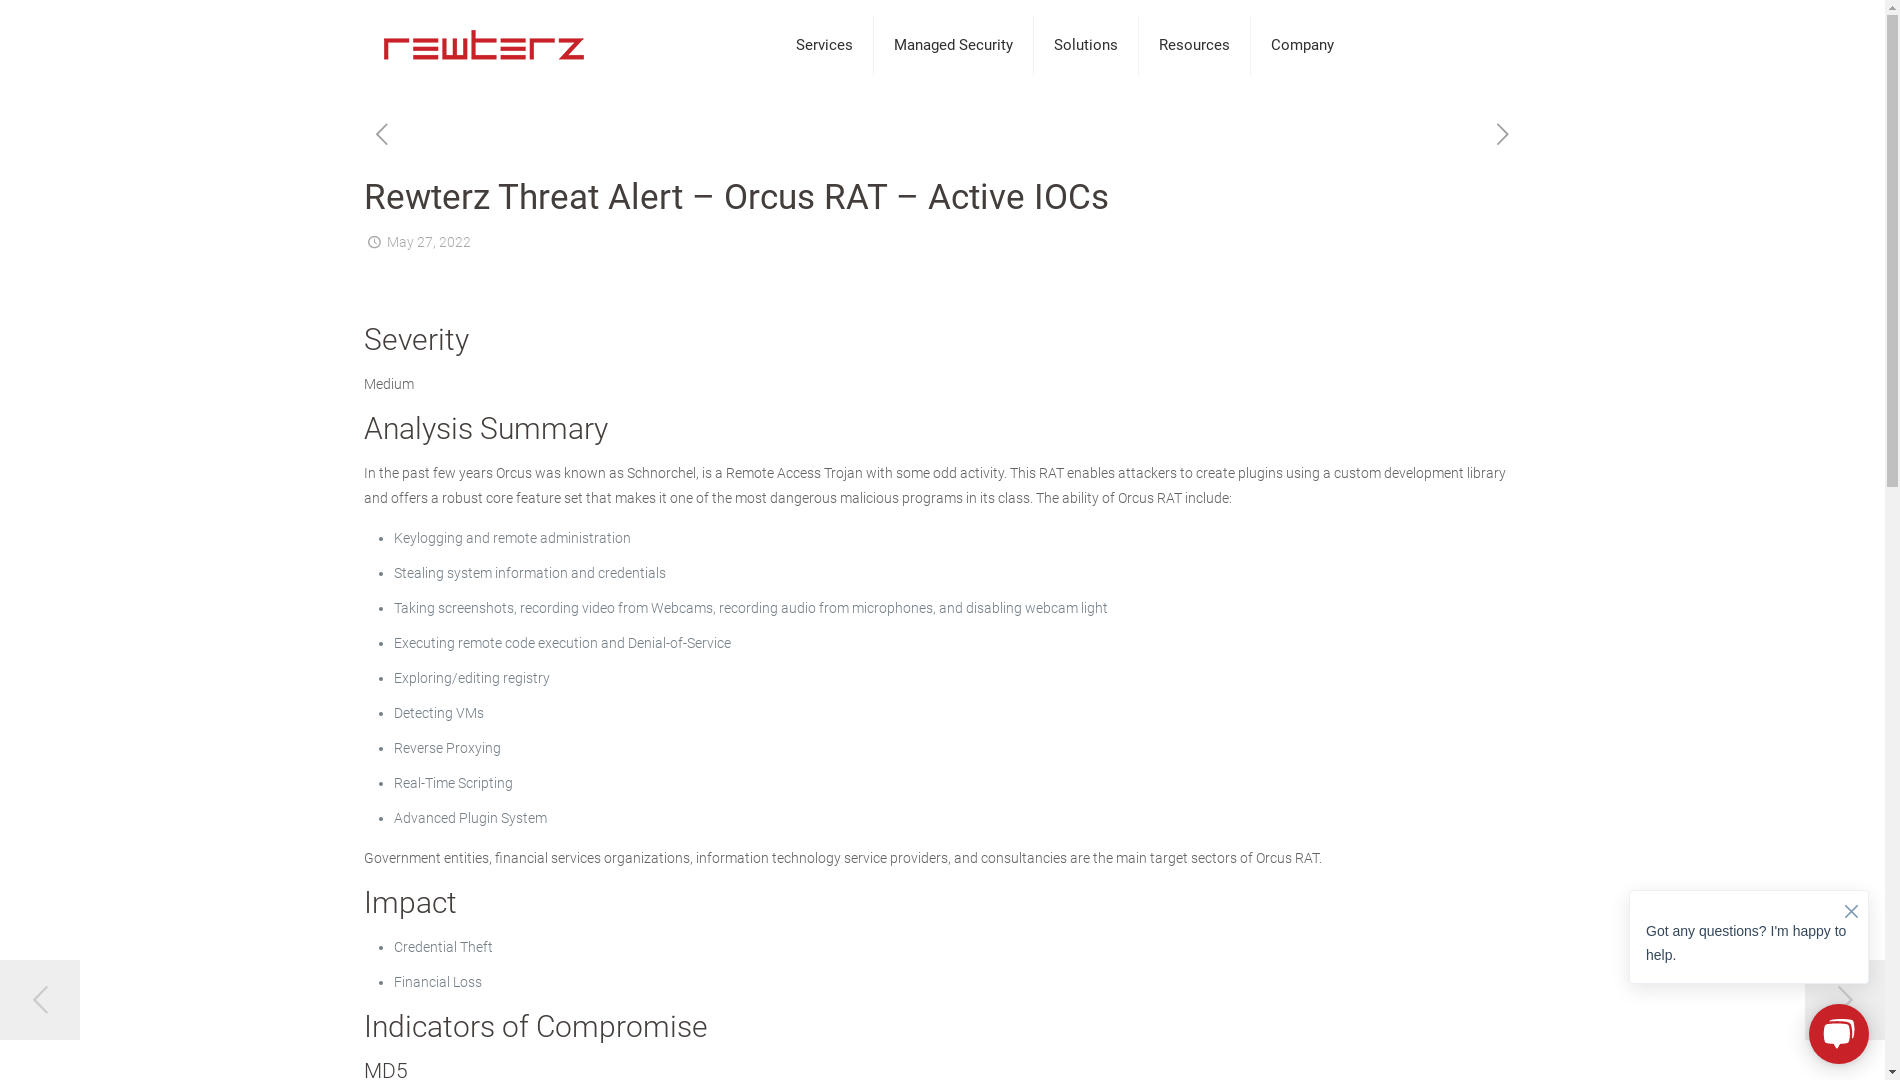 rewterz
Services
Managed Security
Solutions
Resources
Company
Rewterz Threat Alert – Orcus RAT – Active IOCs
May 27, 2022
Severity
Medium
Analysis Summary
In the past few years Orcus was known as Schnorchel, is a Remote Access Trojan with some odd activity. This RAT enables attackers to create plugins using a custom development library
and offers a robust core feature set that makes it one of the most dangerous malicious programs in its class. The ability of Orcus RAT include:
Keylogging and remote administration
Stealing system information and credentials
Taking screenshots, recording video from Webcams, recording audio from microphones, and disabling webcam light
Executing remote code execution and Denial-of-Service
Exploring/editing registry
Detecting VMs
Reverse Proxying
Real-Time Scripting
Advanced Plugin System
Government entities, financial services organizations, information technology service providers, and consultancies are the main target sectors of Orcus RAT.
Impact
Credential Theft
Financial Loss
Indicators of Compromise
MD5
Got any questions? I'm happy to
help.